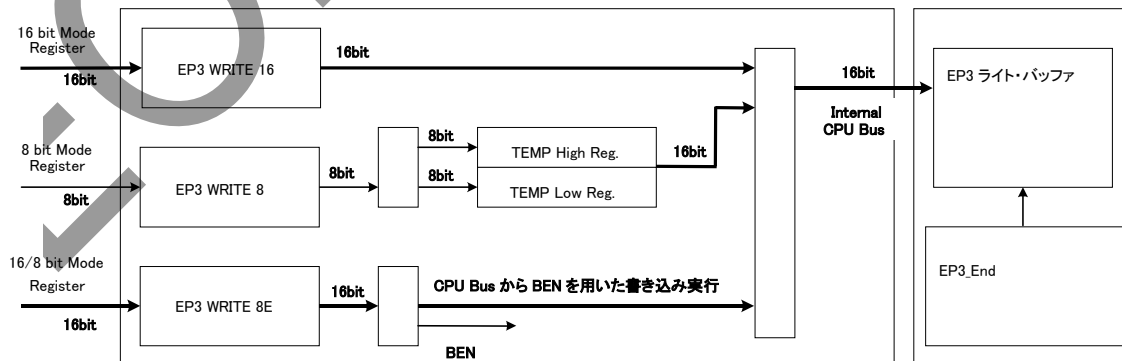 16 bit Mode
Register
16bit
EP3 WRITE 16
16bit
16bit
EP3 ライト・バッファ
Internal
CPU Bus
8 bit Mode
Register
8bit
EP3 WRITE 8
8bit
8bit
8bit
TEMP High Reg.
TEMP Low Reg.
16bit
16/8 bit Mode
Register
16bit
EP3 WRITE 8E
16bit
CPU Bus から BEN を用いた書き込み実行
BEN
EP3_End